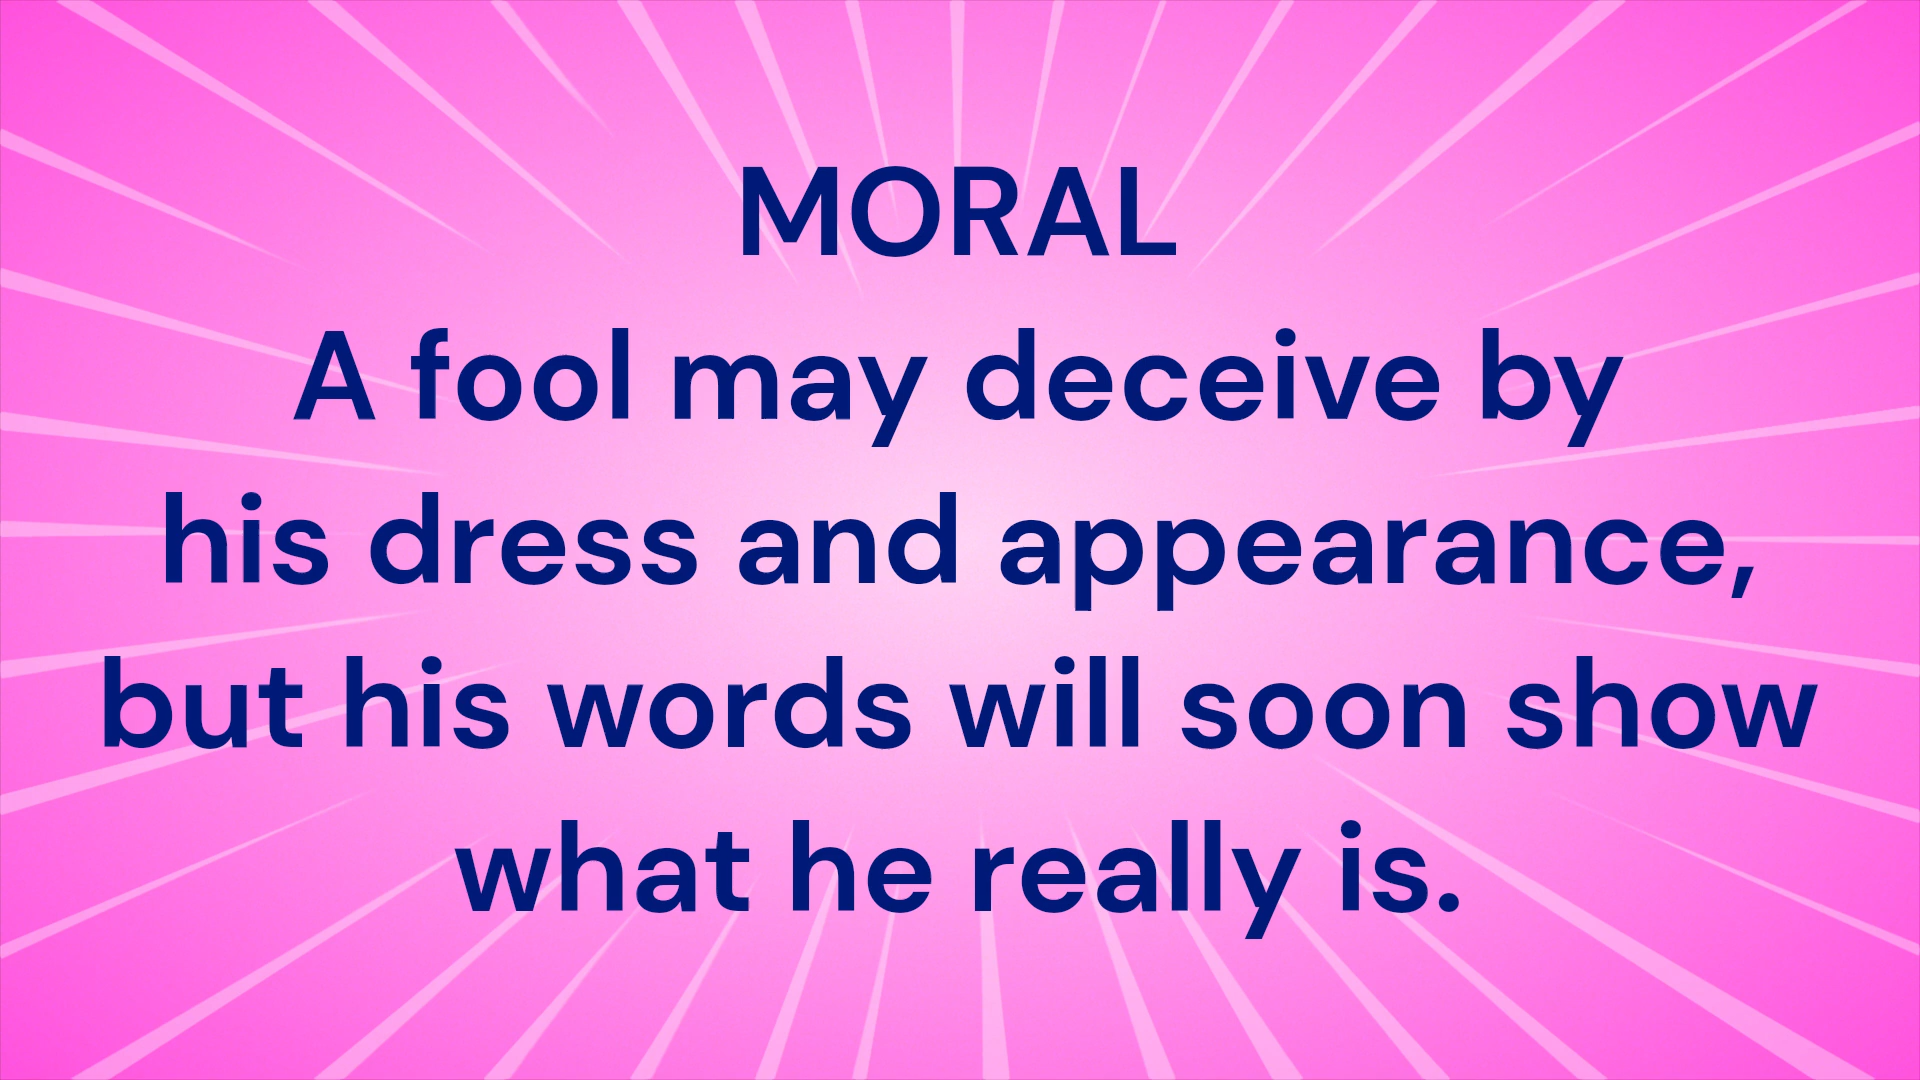 MORAL
A fool may deceive by
his dress and appearance,
but his words will soon show
what he really is.